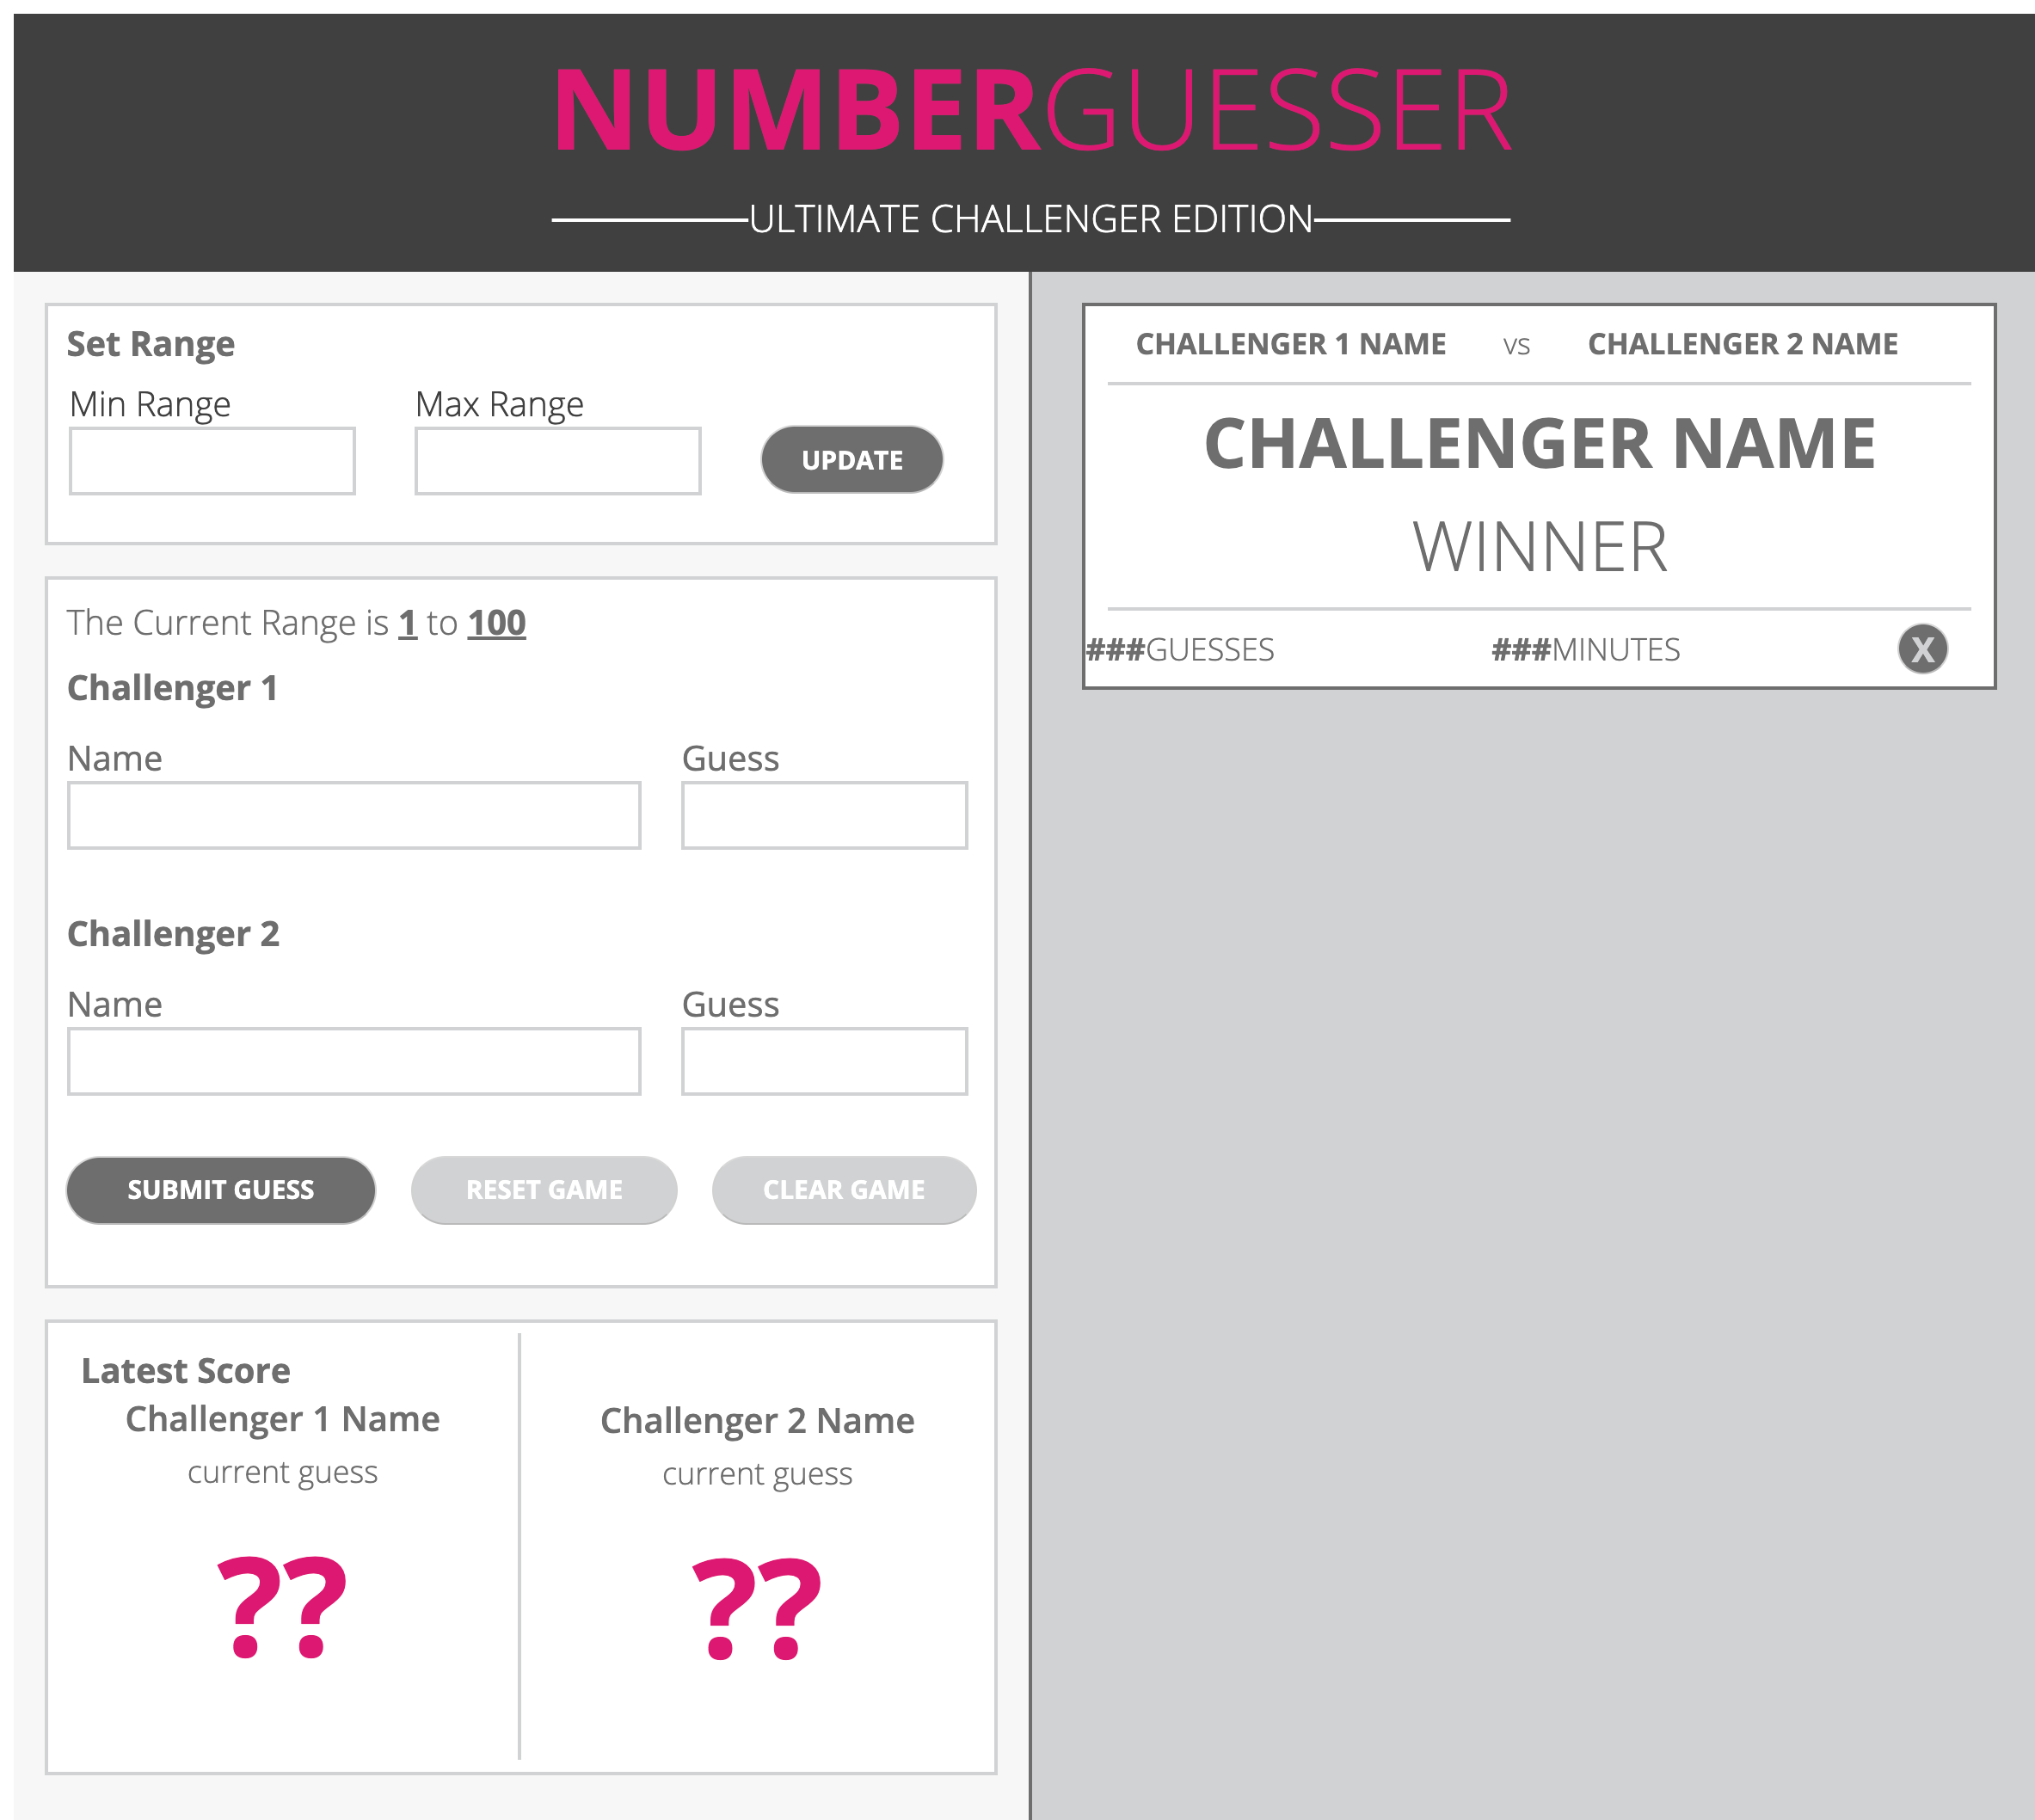 NUMBERGUESSER
ULTIMATE CHALLENGER EDITION
Set Range
Min Range
Max Range
UPDATE
The Current Range is 1 to 100
Challenger 1
Name
Guess
Challenger 2
Name
Guess
SUBMIT GUESS
RESET GAME
CLEAR GAME
Latest Score
Challenger 1 Name
current guess
??
Challenger 2 Name
current guess
??
CHALLENGER 1 NAME vs CHALLENGER 2 NAME
CHALLENGER NAME
WINNER
###GUESSES
###MINUTES
X